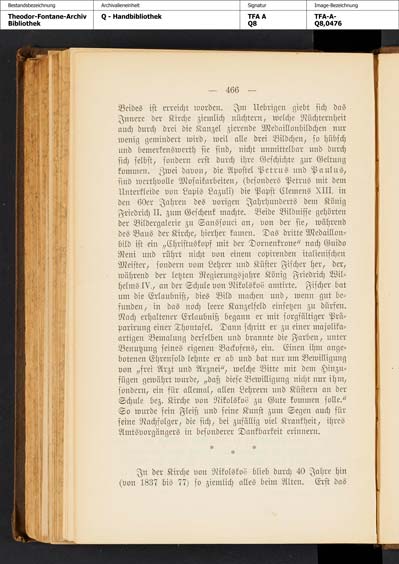 Bestandsbezeichnung Archivalieneinheit Signatur Image-Bezeichnung
Theodor-Fontane-Archiv Q - Handbibliothek TFA A TFA-A-
Bibliothek Q8 Q8,0476
— 466 —
Beides ist erreicht worden. Im Uebrigen giebt sich das
Innere der Kirche ziemlich nüchtern, welche Nüchternheit
auch durch drei die Kanzel zierende Medaillonbildchen nur
wenig gemindert wird, weil alle drei Bildchen, so hübsch
und bemerkenswerth sie sind, nicht unmittelbar und durch
sich selbst, sondern erst durch ihre Geschichte zur Geltung
kommen. Zwei davon, die Apostel Petrus und Paulus,
sind werthvolle Mosaikarbeiten, (besonders Petrus mit dem
Unterkleide von Lapis Lazuli) die Papst Clemens XIII. in
den 60er Jahren des vorigen Jahrhunderts dem König
Friedrich II. zum Geschenk machte. Beide Bildnisse gehörten
der Bildergalerie zu Sanssouci an, von der sie, während
des Baus der Kirche, hierher kamen. Das dritte Medaillon-
bild ist ein „Christuskopf mit der Dornenkrone“ nach Guido
Reni und rührt nicht von einem copirenden italienischen
Meister, sondern vom Lehrer und Küster Fischer her, der,
während der letzten Regierungsjahre König Friedrich Wil-
helms IV., an der Schule von Nikolskoë amtirte. Fischer bat
um die Erlaubniß, dies Bild machen und, wenn gut be-
funden, in das noch leere Kanzelfeld einsetzen zu dürfen.
Nach erhaltener Erlaubniß begann er mit sorgfältiger Prä-
parirung einer Thontafel. Dann schritt er zu einer majolika-
artigen Bemalung derselben und brannte die Farben, unter
Benutzung seines eigenen Backofens, ein. Einen ihm ange-
botenen Ehrensold lehnte er ab und bat nur um Bewilligung
von „frei Arzt und Arznei“, welche Bitte mit dem Hinzu-
fügen gewährt wurde, „daß diese Bewilligung nicht nur ihm,
sondern, ein für allemal, allen Lehrern und Küstern an der
Schule bez. Kirche von Nikolskoë zu Gute kommen solle.“
So wurde sein Fleiß und seine Kunst zum Segen auch für
seine Nachfolger, die sich, bei zufällig viel Krankheit, ihres
Amtsvorgängers in besonderer Dankbarkeit erinnern.
* * *
In der Kirche von Nikolskoë blieb durch 40 Jahre hin
(von 1837 bis 77) so ziemlich alles beim Alten. Erst das